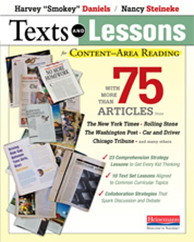 Harvey "Smokey" Daniels / Nancy Steineke
Texts AND Lessons
for CONTENT–AREA READING
WITH MORE THAN 75 ARTICLES from
The New York Times • Rolling Stone
The Washington Post • Car and Driver
Chicago Tribune • and many others
23 Comprehension Strategy
Lessons to Get Every Kid Thinking
10 Text Set Lessons Aligned
to Common Curricular Topics
Collaboration Strategies That
Spark Discussion and Debate
Heinemann